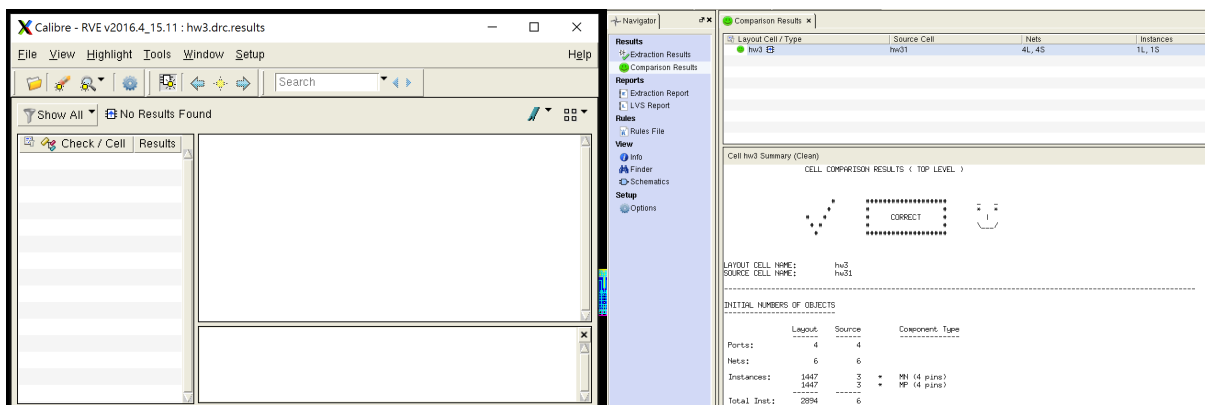 Calibre - RVE v2016.4_15.11 : hw3.drc.results
File View Highlight Tools Window Setup Help
Search
Show All No Results Found
Check / Cell Results
Navigator
Results
Extraction Results
Comparison Results
Reports
Extraction Report
LVS Report
Rules
Rules File
View
Info
Finder
Schematics
Setup
Options
Comparison Results
Layout Cell / Type Source Cell Nets Instances
hw3 hw31 4L, 4S 1L, 1S
Cell hw3 Summary (Clean)
CELL COMPARISON RESULTS ( TOP LEVEL )
CORRECT
LAYOUT CELL NAME: hw3
SOURCE CELL NAME: hw31
INITIAL NUMBERS OF OBJECTS
Layout Source Component Type
Ports: 4 4
Nets: 6 6
Instances: 1447 3 * MN (4 pins)
1447 3 * MP (4 pins)
Total Inst: 2894 6